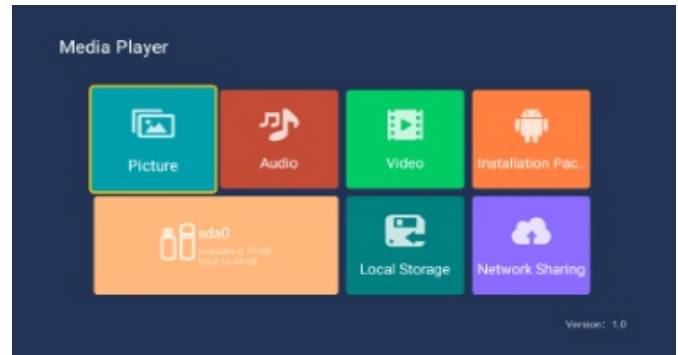 Media Player
Picture
Audio
Video
Installation Pac..
sda0
Available 6.70 GB
Total 14.44 GB
Local Storage
Network Sharing
Version: 1.0